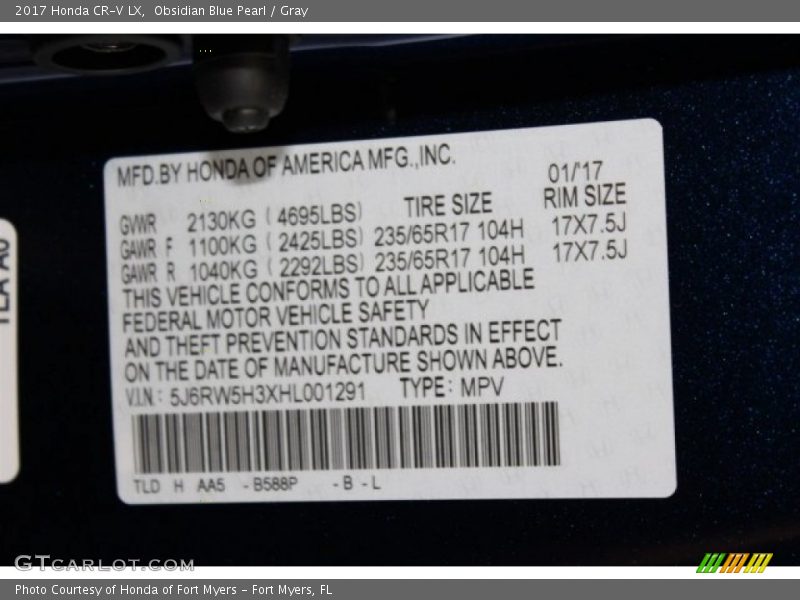 2017 Honda CR-V LX,  Obsidian Blue Pearl / Gray
MFD.BY HONDA OF AMERICA MFG.,INC.
01/'17
TIRE SIZE RIM SIZE
GVWR 2130KG ( 4695LBS)
GAWR F 1100KG ( 2425LBS) 235/65R17 104H 17X7.5J
GAWR R 1040KG ( 2292LBS) 235/65R17 104H 17X7.5J
THIS VEHICLE CONFORMS TO ALL APPLICABLE
FEDERAL MOTOR VEHICLE SAFETY
AND THEFT PREVENTION STANDARDS IN EFFECT
ON THE DATE OF MANUFACTURE SHOWN ABOVE.
V.I.N.: 5J6RW5H3XHL001291 TYPE: MPV
TLD H AA5 -B588P -B -L
GTCARLOT.COM
Photo Courtesy of Honda of Fort Myers - Fort Myers, FL